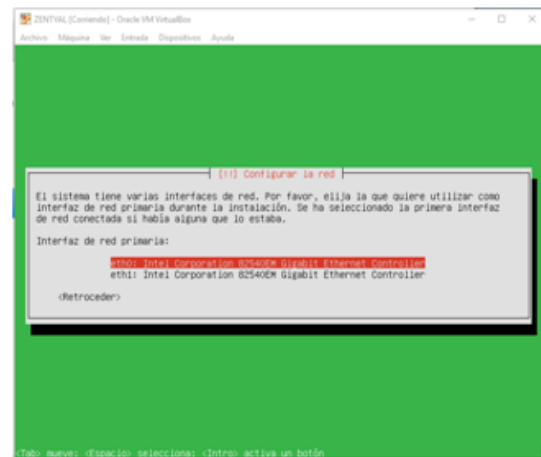 ZENTYAL [Corriendo] - Oracle VM VirtualBox
Archivo Máquina Ver Entrada Dispositivos Ayuda
[!!] Configurar la red
El sistema tiene varias interfaces de red. Por favor, elija la que quiere utilizar como
interfaz de red primaria durante la instalación. Se ha seleccionado la primera interfaz
de red conectada si había alguna que lo estaba.
Interfaz de red primaria:
eth0: Intel Corporation 82540EM Gigabit Ethernet Controller
eth1: Intel Corporation 82540EM Gigabit Ethernet Controller
<Retroceder>
<Tab> mueve; <Espacio> selecciona; <Intro> activa un botón